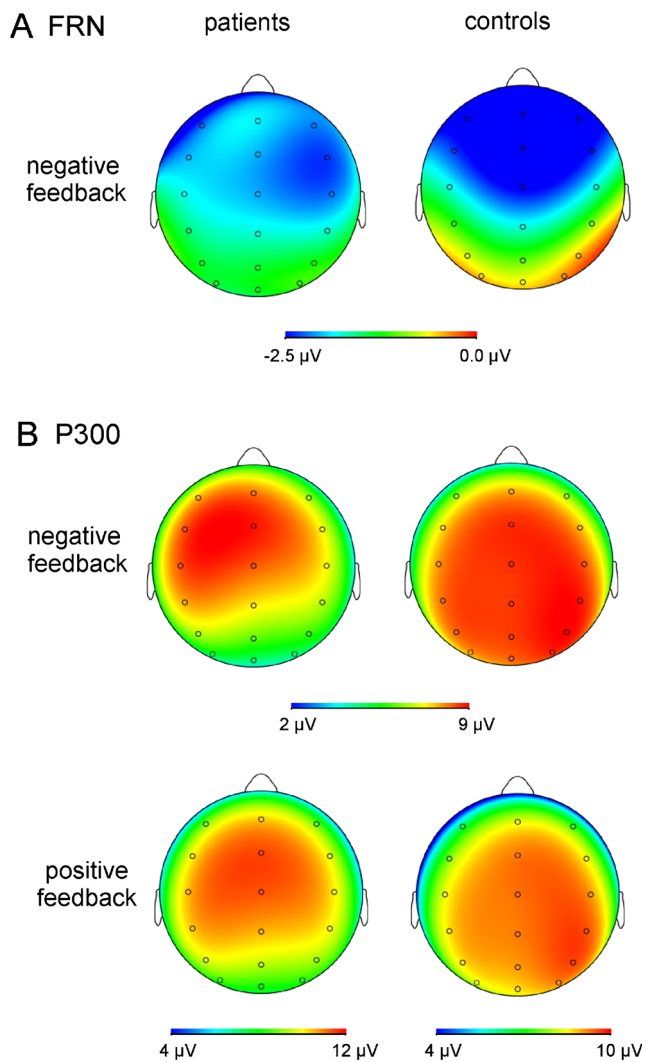 A FRN
patients
controls
negative
feedback
-2.5 µV
0.0 µV
B P300
negative
feedback
2 µV
9 µV
positive
feedback
4 µV
12 µV
4 µV
10 µV